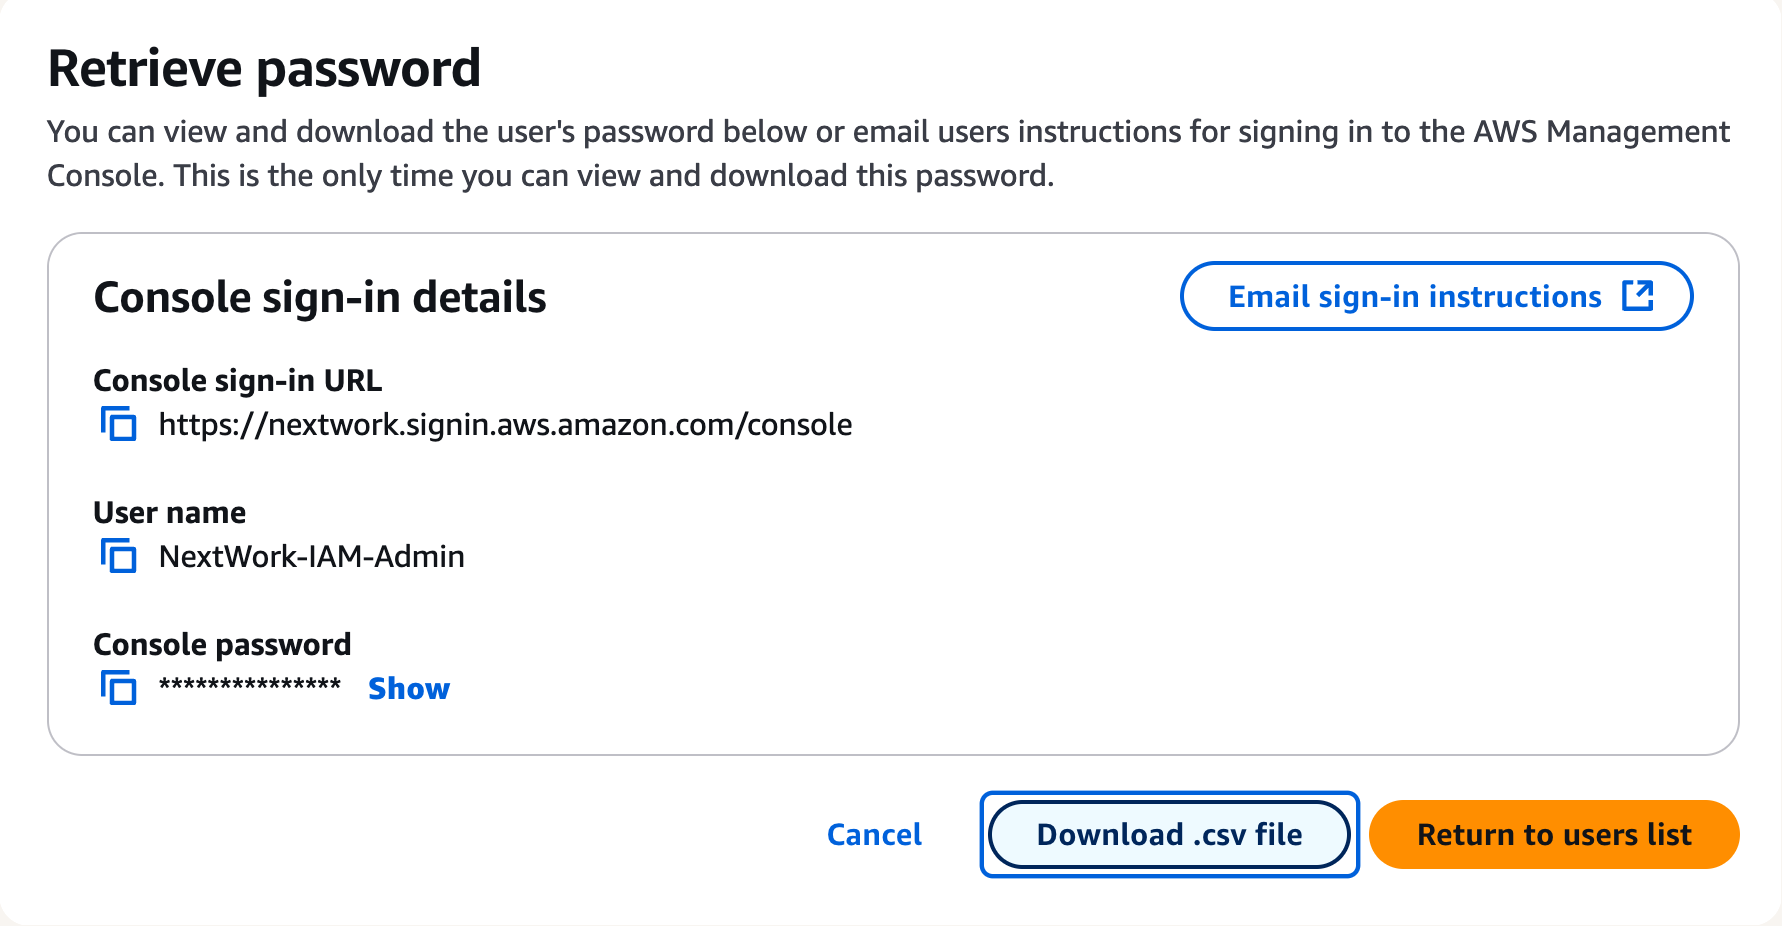 Retrieve password
You can view and download the user's password below or email users instructions for signing in to the AWS Management
Console. This is the only time you can view and download this password.
Console sign-in details
Email sign-in instructions
Console sign-in URL
https://nextwork.signin.aws.amazon.com/console
User name
NextWork-IAM-Admin
Console password
*************** Show
Cancel
Download .csv file
Return to users list